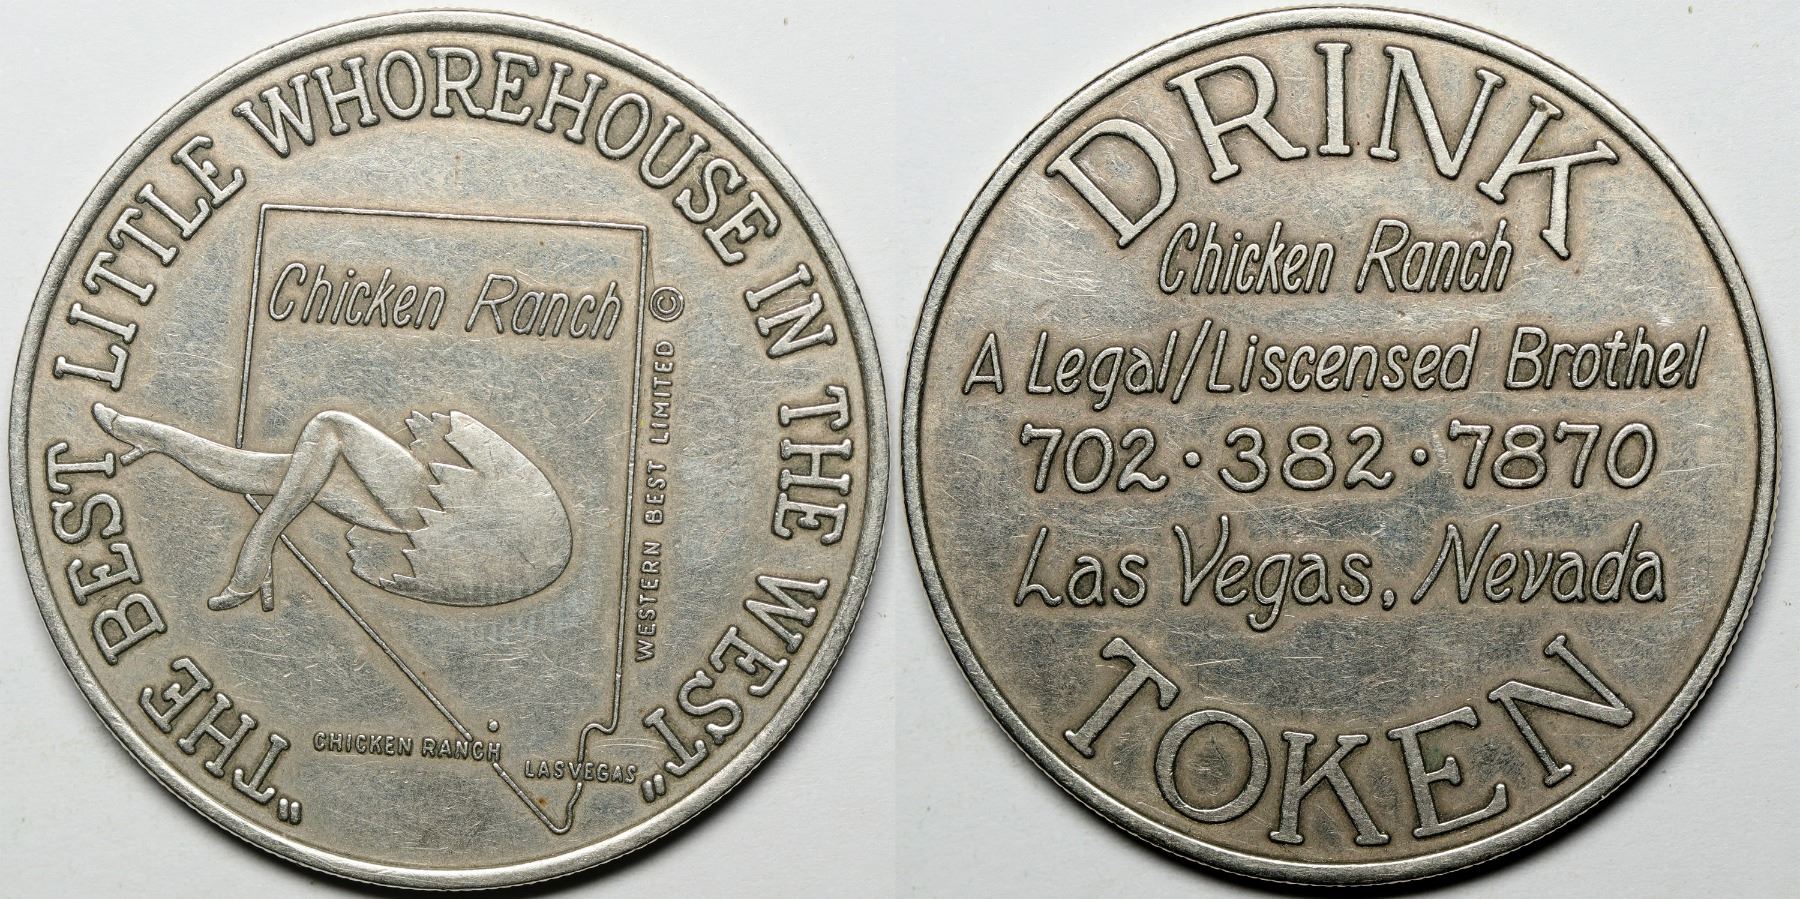 "THE BEST LITTLE WHOREHOUSE IN THE WEST"
Chicken Ranch
WESTERN BEST LIMITED ©
CHICKEN RANCH
LAS VEGAS
DRINK
Chicken Ranch
A Legal/Liscensed Brothel
702·382·7870
Las Vegas, Nevada
TOKEN